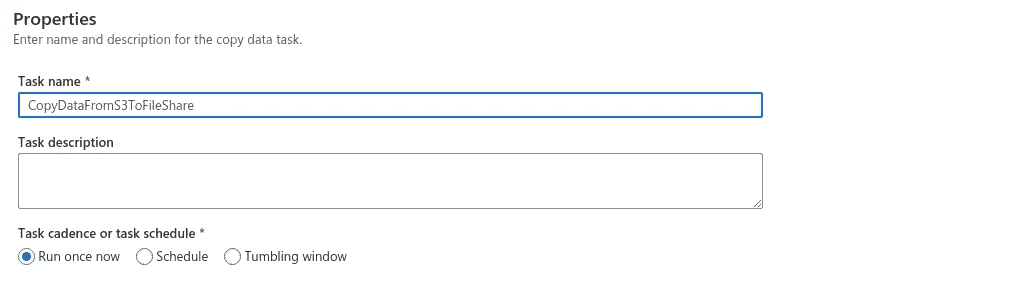 Properties
Enter name and description for the copy data task.
Task name *
CopyDataFromS3ToFileShare
Task description
Task cadence or task schedule *
Run once now Schedule Tumbling window